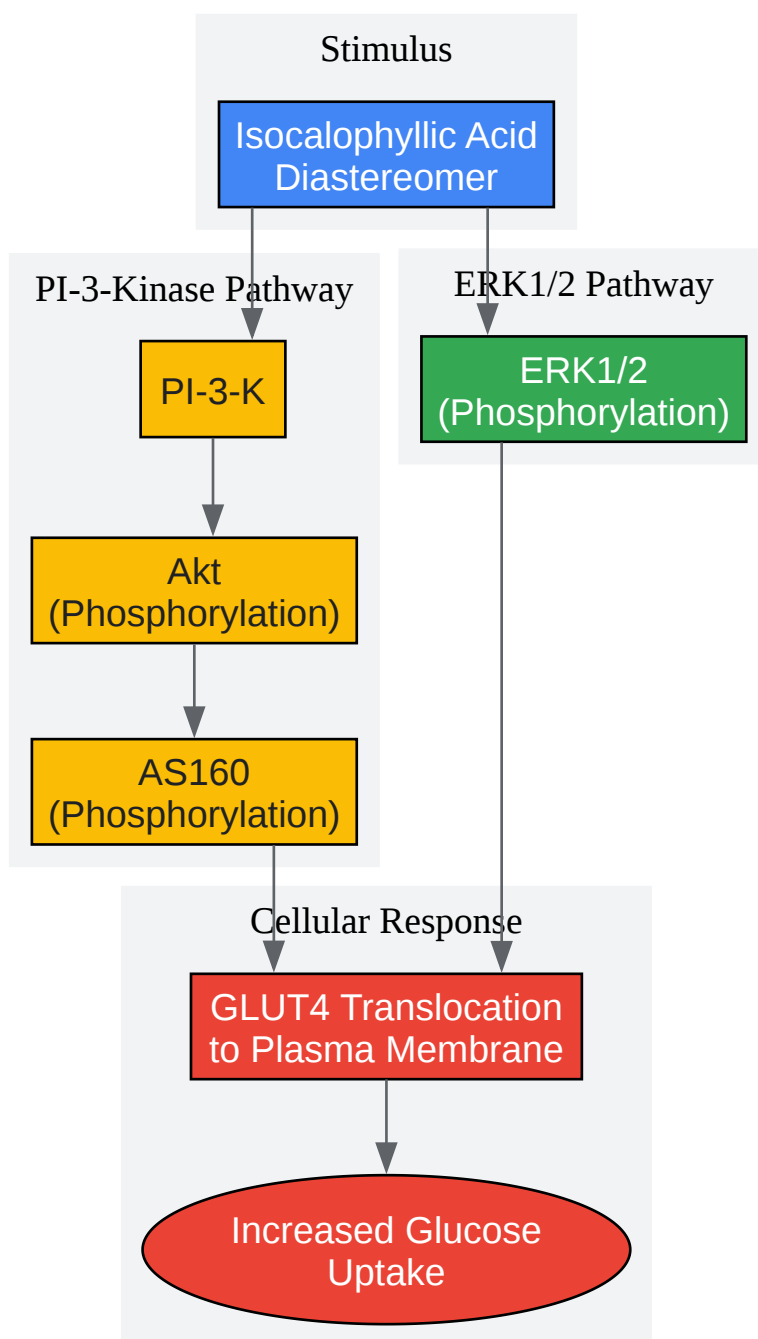 Stimulus
Isocalophyllic Acid
Diastereomer
PI-3-Kinase Pathway
PI-3-K
Akt
(Phosphorylation)
AS160
(Phosphorylation)
ERK1/2 Pathway
ERK1/2
(Phosphorylation)
Cellular Response
GLUT4 Translocation
to Plasma Membrane
Increased Glucose
Uptake